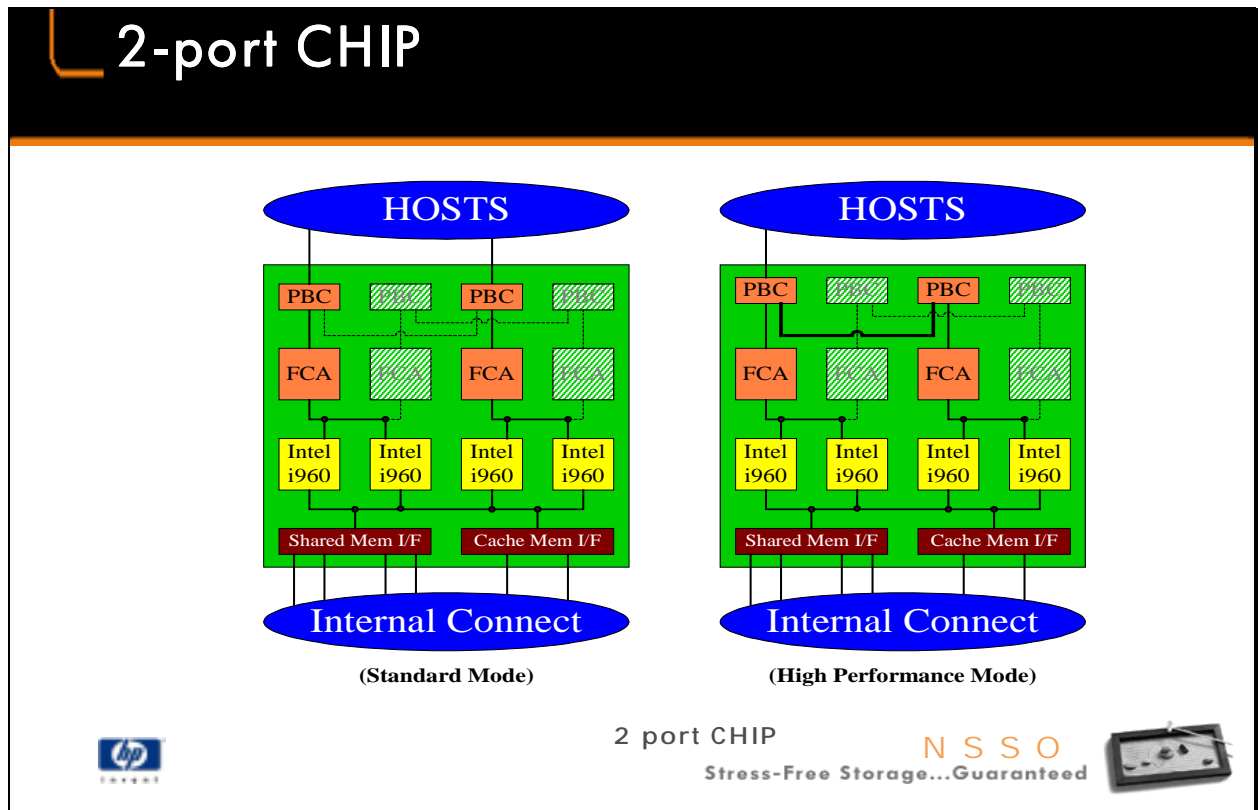 2-port CHIP
HOSTS
PBC PBC PBC PBC
FCA FCA FCA FCA
Intel i960
Intel i960
Intel i960
Intel i960
Shared Mem I/F
Cache Mem I/F
Internal Connect
(Standard Mode)
HOSTS
PBC PBC PBC PBC
FCA FCA FCA FCA
Intel i960
Intel i960
Intel i960
Intel i960
Shared Mem I/F
Cache Mem I/F
Internal Connect
(High Performance Mode)
hp
invent
2 port CHIP
NSSO
Stress-Free Storage...Guaranteed